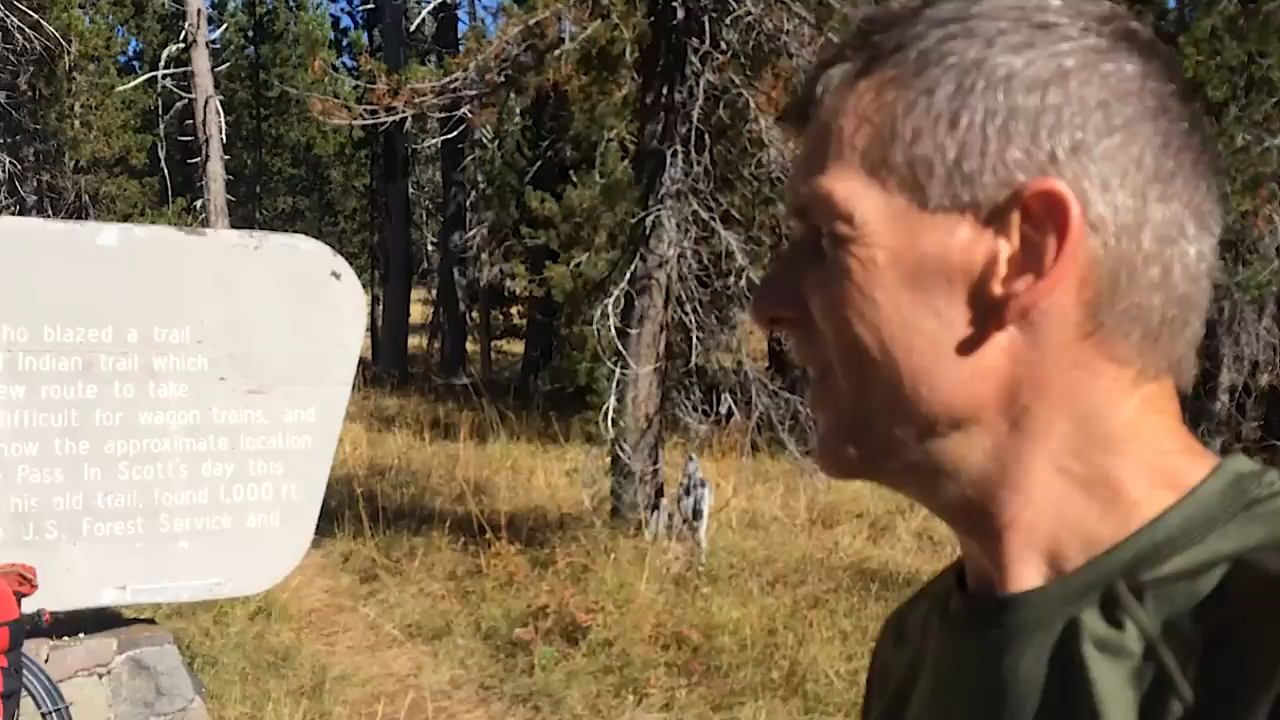 ho blazed a trail
Indian trail which
ew route to take
difficult for wagon trains, and
how the approximate location
Pass. In Scott's day this
his old trail, found 1,000 ft.
U.S. Forest Service and